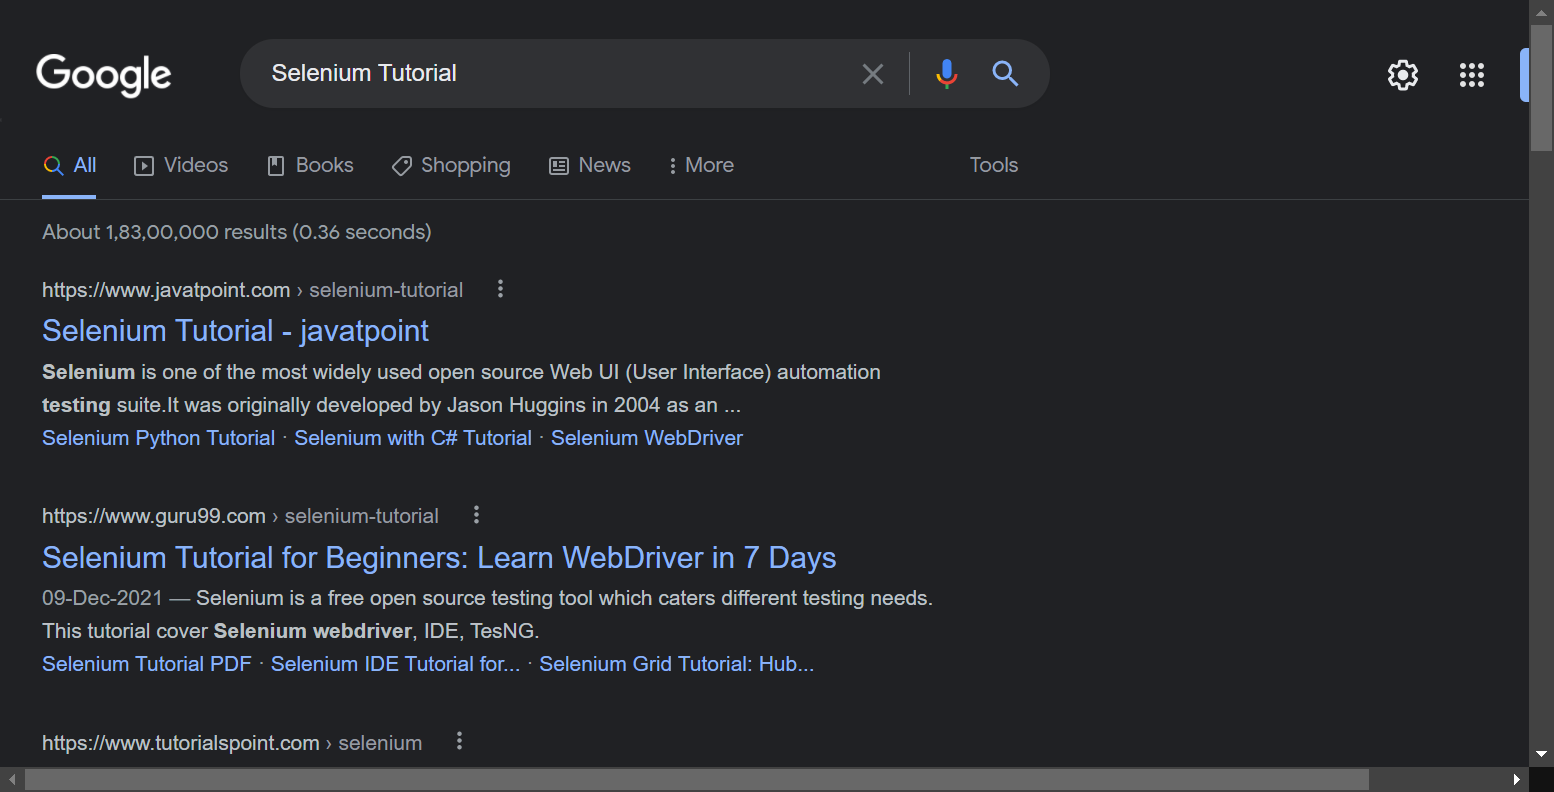 Google
Selenium Tutorial
All Videos Books Shopping News More Tools
About 1,83,00,000 results (0.36 seconds)
https://www.javatpoint.com › selenium-tutorial
Selenium Tutorial - javatpoint
Selenium is one of the most widely used open source Web UI (User Interface) automation
testing suite.It was originally developed by Jason Huggins in 2004 as an ...
Selenium Python Tutorial · Selenium with C# Tutorial · Selenium WebDriver
https://www.guru99.com › selenium-tutorial
Selenium Tutorial for Beginners: Learn WebDriver in 7 Days
09-Dec-2021 — Selenium is a free open source testing tool which caters different testing needs.
This tutorial cover Selenium webdriver, IDE, TesNG.
Selenium Tutorial PDF · Selenium IDE Tutorial for... · Selenium Grid Tutorial: Hub...
https://www.tutorialspoint.com › selenium